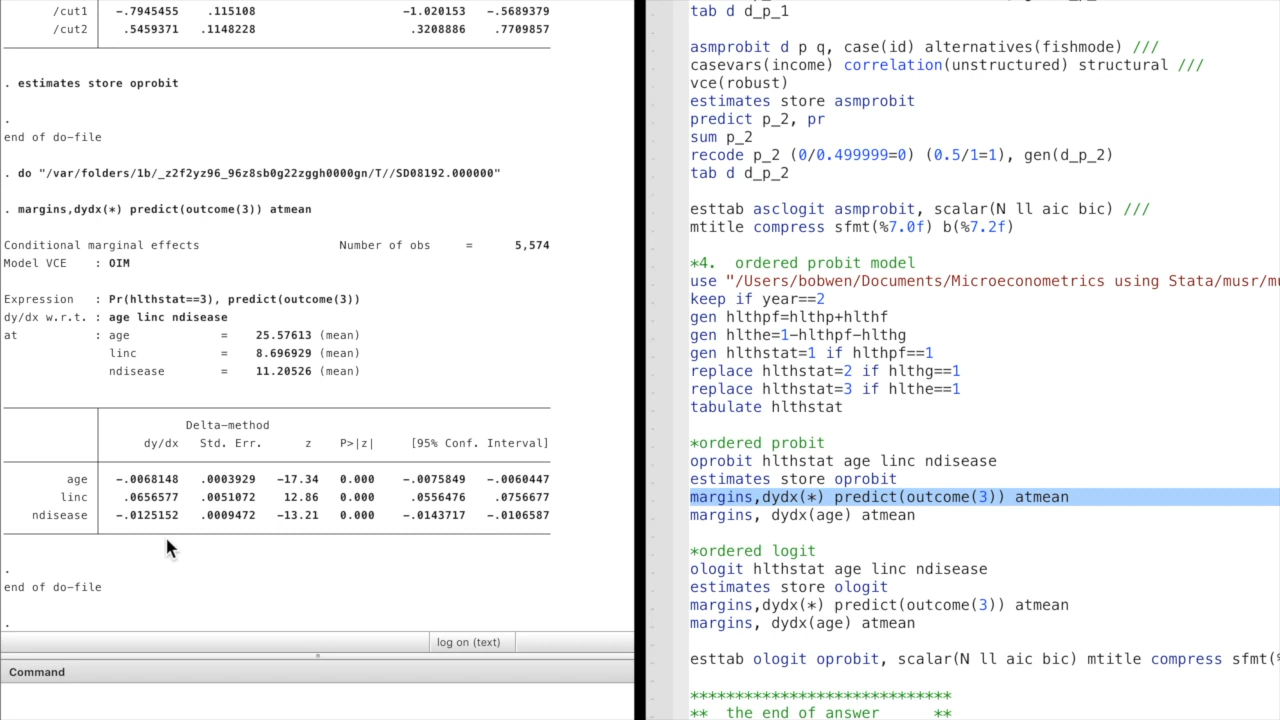 /cut1 -.7945455 .115108 -1.020153 -.5689379
/cut2 .5459371 .1148228 .3208886 .7709857
. estimates store oprobit
.
end of do-file
. do "/var/folders/1b/_z2f2yz96_96z8sb0g22zggh0000gn/T//SD08192.000000"
. margins,dydx(*) predict(outcome(3)) atmean
Conditional marginal effects Number of obs = 5,574
Model VCE : OIM
Expression : Pr(hlthstat==3), predict(outcome(3))
dy/dx w.r.t. : age linc ndisease
at : age = 25.57613 (mean)
linc = 8.696929 (mean)
ndisease = 11.20526 (mean)
Delta-method
dy/dx Std. Err. z P>|z| [95% Conf. Interval]
age -.0068148 .0003929 -17.34 0.000 -.0075849 -.0060447
linc .0656577 .0051072 12.86 0.000 .0556476 .0756677
ndisease -.0125152 .0009472 -13.21 0.000 -.0143717 -.0106587
.
end of do-file
.
log on (text)
Command
tab d d_p_1
asmprobit d p q, case(id) alternatives(fishmode) ///
casevars(income) correlation(unstructured) structural ///
vce(robust)
estimates store asmprobit
predict p_2, pr
sum p_2
recode p_2 (0/0.499999=0) (0.5/1=1), gen(d_p_2)
tab d d_p_2
esttab asclogit asmprobit, scalar(N ll aic bic) ///
mtitle compress sfmt(%7.0f) b(%7.2f)
*4.  ordered probit model
use "/Users/bobwen/Documents/Microeconometrics using Stata/musr/m
keep if year==2
gen hlthpf=hlthp+hlthf
gen hlthe=1-hlthpf-hlthg
gen hlthstat=1 if hlthpf==1
replace hlthstat=2 if hlthg==1
replace hlthstat=3 if hlthe==1
tabulate hlthstat
*ordered probit
oprobit hlthstat age linc ndisease
estimates store oprobit
margins,dydx(*) predict(outcome(3)) atmean
margins, dydx(age) atmean
*ordered logit
ologit hlthstat age linc ndisease
estimates store ologit
margins,dydx(*) predict(outcome(3)) atmean
margins, dydx(age) atmean
esttab ologit oprobit, scalar(N ll aic bic) mtitle compress sfmt(%
*****************************
**  the end of answer      **